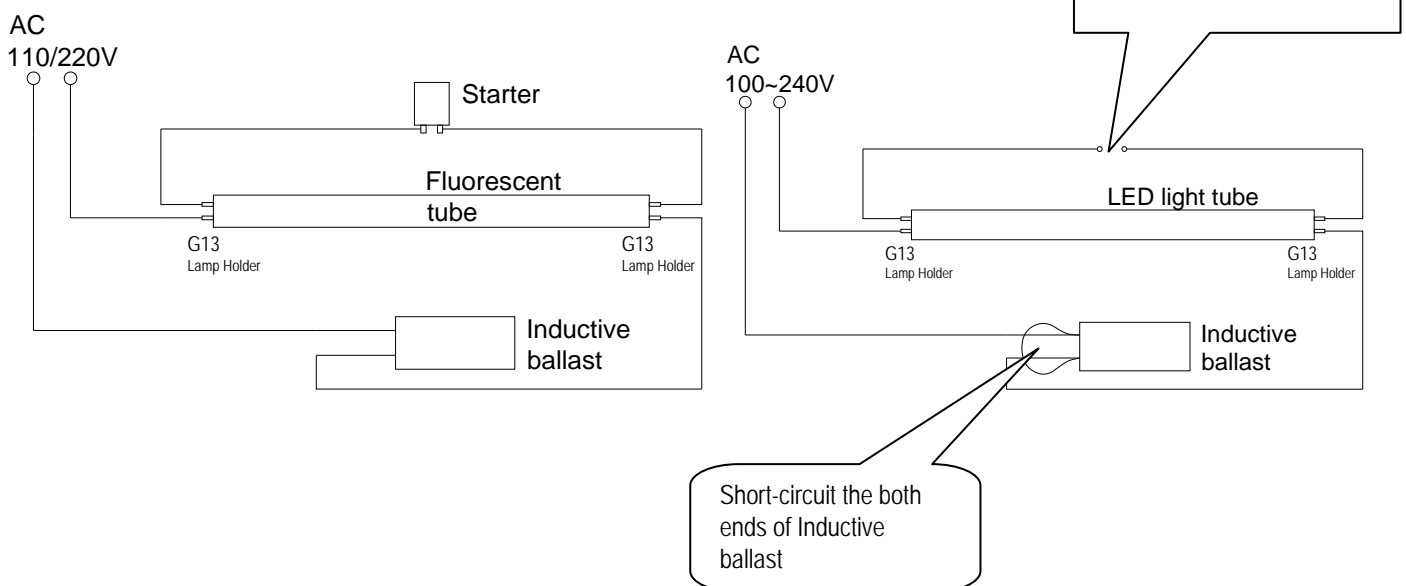 AC
110/220V
Starter
Fluorescent
tube
G13
Lamp Holder
G13
Lamp Holder
Inductive
ballast
AC
100~240V
LED light tube
G13
Lamp Holder
G13
Lamp Holder
Inductive
ballast
Short-circuit the both
ends of Inductive
ballast